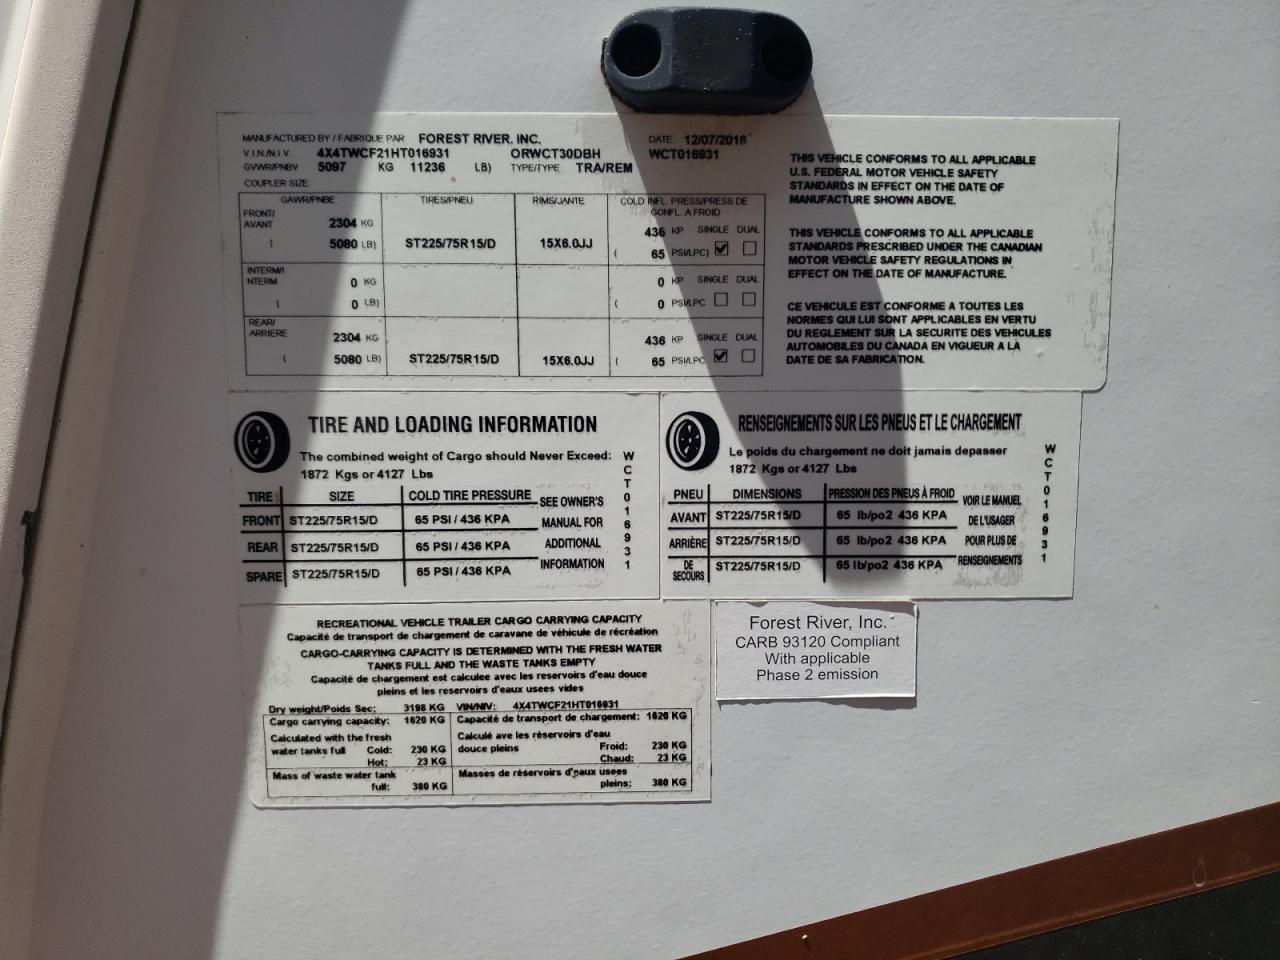 MANUFACTURED BY / FABRIQUE PAR FOREST RIVER, INC. DATE 12/07/2016
V.I.N./N.I.V 4X4TWCF21HT016931 ORWCT30DBH WCT016931
GVWR/PNBV 5097 KG 11236 LB) TYPE/TYPE TRA/REM
COUPLER SIZE
GAWR/PNBE TIRES/PNEU RIMS/JANTE COLD INFL. PRESS/PRESS DE
GONFL. A FROID
FRONT/
AVANT 2304 KG 436 KP SINGLE DUAL
( 5080 LB) ST225/75R15/D 15X6.0JJ ( 65 PSI/LPC)
INTERM/I
NTERM 0 KG 0 KP SINGLE DUAL
( 0 LB) ( 0 PSI/LPC
REAR/
ARRIERE 2304 KG 436 KP SINGLE DUAL
( 5080 LB) ST225/75R15/D 15X6.0JJ ( 65 PSI/LPC
THIS VEHICLE CONFORMS TO ALL APPLICABLE
U.S. FEDERAL MOTOR VEHICLE SAFETY
STANDARDS IN EFFECT ON THE DATE OF
MANUFACTURE SHOWN ABOVE.
THIS VEHICLE CONFORMS TO ALL APPLICABLE
STANDARDS PRESCRIBED UNDER THE CANADIAN
MOTOR VEHICLE SAFETY REGULATIONS IN
EFFECT ON THE DATE OF MANUFACTURE.
CE VEHICULE EST CONFORME A TOUTES LES
NORMES QUI LUI SONT APPLICABLES EN VERTU
DU REGLEMENT SUR LA SECURITE DES VEHICULES
AUTOMOBILES DU CANADA EN VIGUEUR A LA
DATE DE SA FABRICATION.
TIRE AND LOADING INFORMATION
The combined weight of Cargo should Never Exceed:
1872 Kgs or 4127 Lbs
TIRE SIZE COLD TIRE PRESSURE
FRONT ST225/75R15/D 65 PSI / 436 KPA
REAR ST225/75R15/D 65 PSI / 436 KPA
SPARE ST225/75R15/D 65 PSI / 436 KPA
SEE OWNER'S
MANUAL FOR
ADDITIONAL
INFORMATION
WCT016931
RENSEIGNEMENTS SUR LES PNEUS ET LE CHARGEMENT
Le poids du chargement ne doit jamais depasser
1872 Kgs or 4127 Lbs
PNEU DIMENSIONS PRESSION DES PNEUS À FROID
AVANT ST225/75R15/D 65 lb/po2 436 KPA
ARRIÈRE ST225/75R15/D 65 lb/po2 436 KPA
DE
SECOURS ST225/75R15/D 65 lb/po2 436 KPA
VOIR LE MANUEL
DE L'USAGER
POUR PLUS DE
RENSEIGNEMENTS
WCT016931
RECREATIONAL VEHICLE TRAILER CARGO CARRYING CAPACITY
Capacité de transport de chargement de caravane de véhicule de récréation
CARGO-CARRYING CAPACITY IS DETERMINED WITH THE FRESH WATER
TANKS FULL AND THE WASTE TANKS EMPTY
Capacité de chargement est calculee avec les reservoirs d'eau douce
pleins et les reservoirs d'eaux usees vides
Dry weight/Poids Sec: 3198 KG VIN/NIV: 4X4TWCF21HT016931
Cargo carrying capacity: 1620 KG Capacité de transport de chargement: 1620 KG
Calculated with the fresh
water tanks full Cold: 230 KG
Hot: 23 KG
Calculé ave les réservoirs d'eau
douce pleins Froid: 230 KG
Chaud: 23 KG
Mass of waste water tank
full: 380 KG
Masses de réservoirs d'eaux usees
pleins: 380 KG
Forest River, Inc.
CARB 93120 Compliant
With applicable
Phase 2 emission